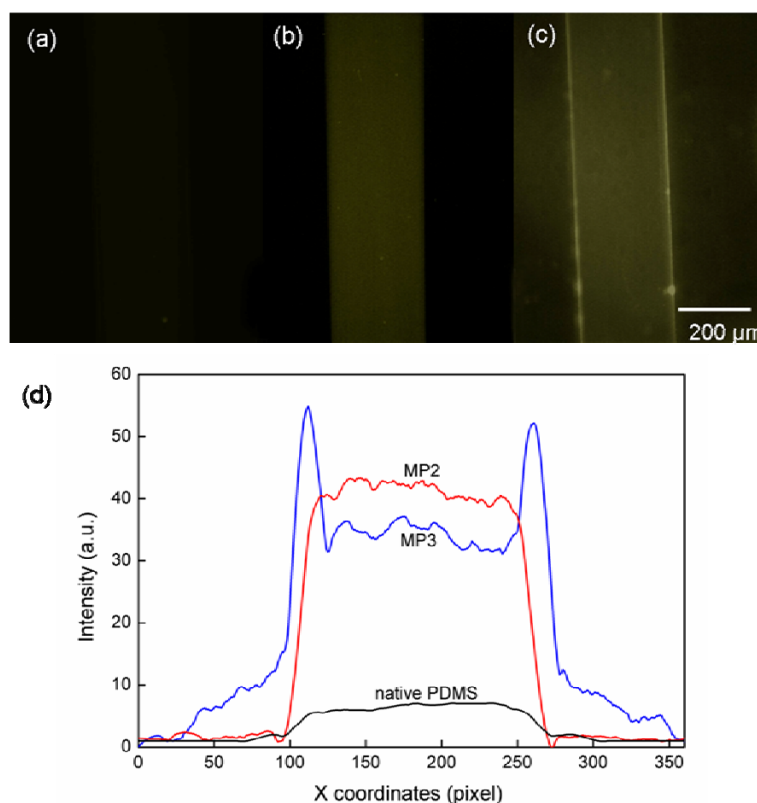 (a)
(b)
(c)
200 µm
(d)
60
50
40
30
20
10
0
Intensity (a.u.)
MP2
MP3
native PDMS
0 50 100 150 200 250 300 350
X coordinates (pixel)